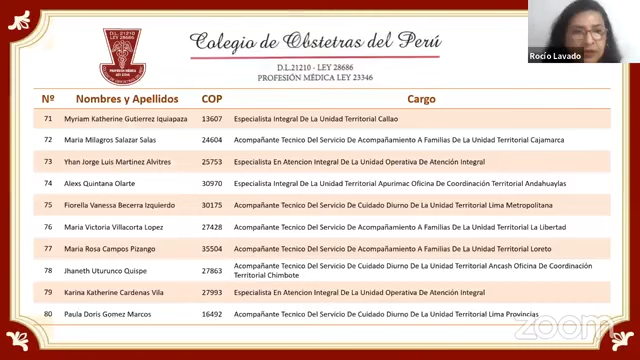 D.L. 21210
LEY 28686
PROFESIÓN MÉDICA LEY 23346
Colegio de Obstetras del Perú
D.L.21210 - LEY 28686
PROFESIÓN MÉDICA LEY 23346
Rocío Lavado
Nº Nombres y Apellidos COP Cargo
71 Myriam Katherine Gutierrez Iquiapaza 13607 Especialista Integral De La Unidad Territorial Callao
72 Maria Milagros Salazar Salas 24604 Acompañante Tecnico Del Servicio De Acompañamiento A Familias De La Unidad Territorial Cajamarca
73 Yhan Jorge Luis Martinez Alvitres 25753 Especialista En Atencion Integral De La Unidad Operativa De Atención Integral
74 Alexs Quintana Olarte 30970 Especialista Integral De La Unidad Territorial Apurimac Oficina De Coordinación Territorial Andahuaylas
75 Fiorella Vanessa Becerra Izquierdo 30175 Acompañante Tecnico Del Servicio De Cuidado Diurno De La Unidad Territorial Lima Metropolitana
76 Maria Victoria Villacorta Lopez 27428 Acompañante Tecnico Del Servicio De Acompañamiento A Familias De La Unidad Territorial La Libertad
77 Maria Rosa Campos Pizango 35504 Acompañante Tecnico Del Servicio De Acompañamiento A Familias De La Unidad Territorial Loreto
78 Jhaneth Uturunco Quispe 27863 Acompañante Tecnico Del Servicio De Cuidado Diurno De La Unidad Territorial Ancash Oficina De Coordinación
Territorial Chimbote
79 Karina Katherine Cardenas Vila 27993 Especialista En Atencion Integral De La Unidad Operativa De Atención Integral
80 Paula Doris Gomez Marcos 16492 Acompañante Tecnico Del Servicio De Cuidado Diurno De La Unidad Territorial Lima Provincias
zoom